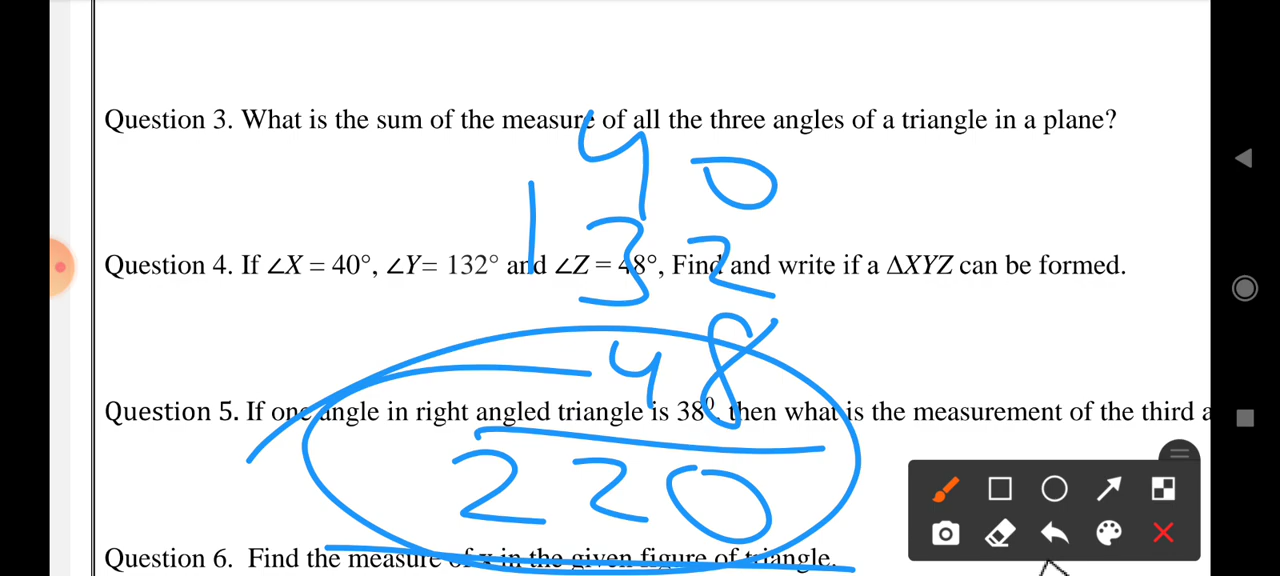 Question 3. What is the sum of the measure of all the three angles of a triangle in a plane?
40
132
Question 4. If ∠X = 40°, ∠Y= 132° and ∠Z = 48°, Find and write if a ΔXYZ can be formed.
48
Question 5. If one angle in right angled triangle is 38⁰, then what is the measurement of the third a
220
Question 6. Find the measure of x in the given figure of triangle.